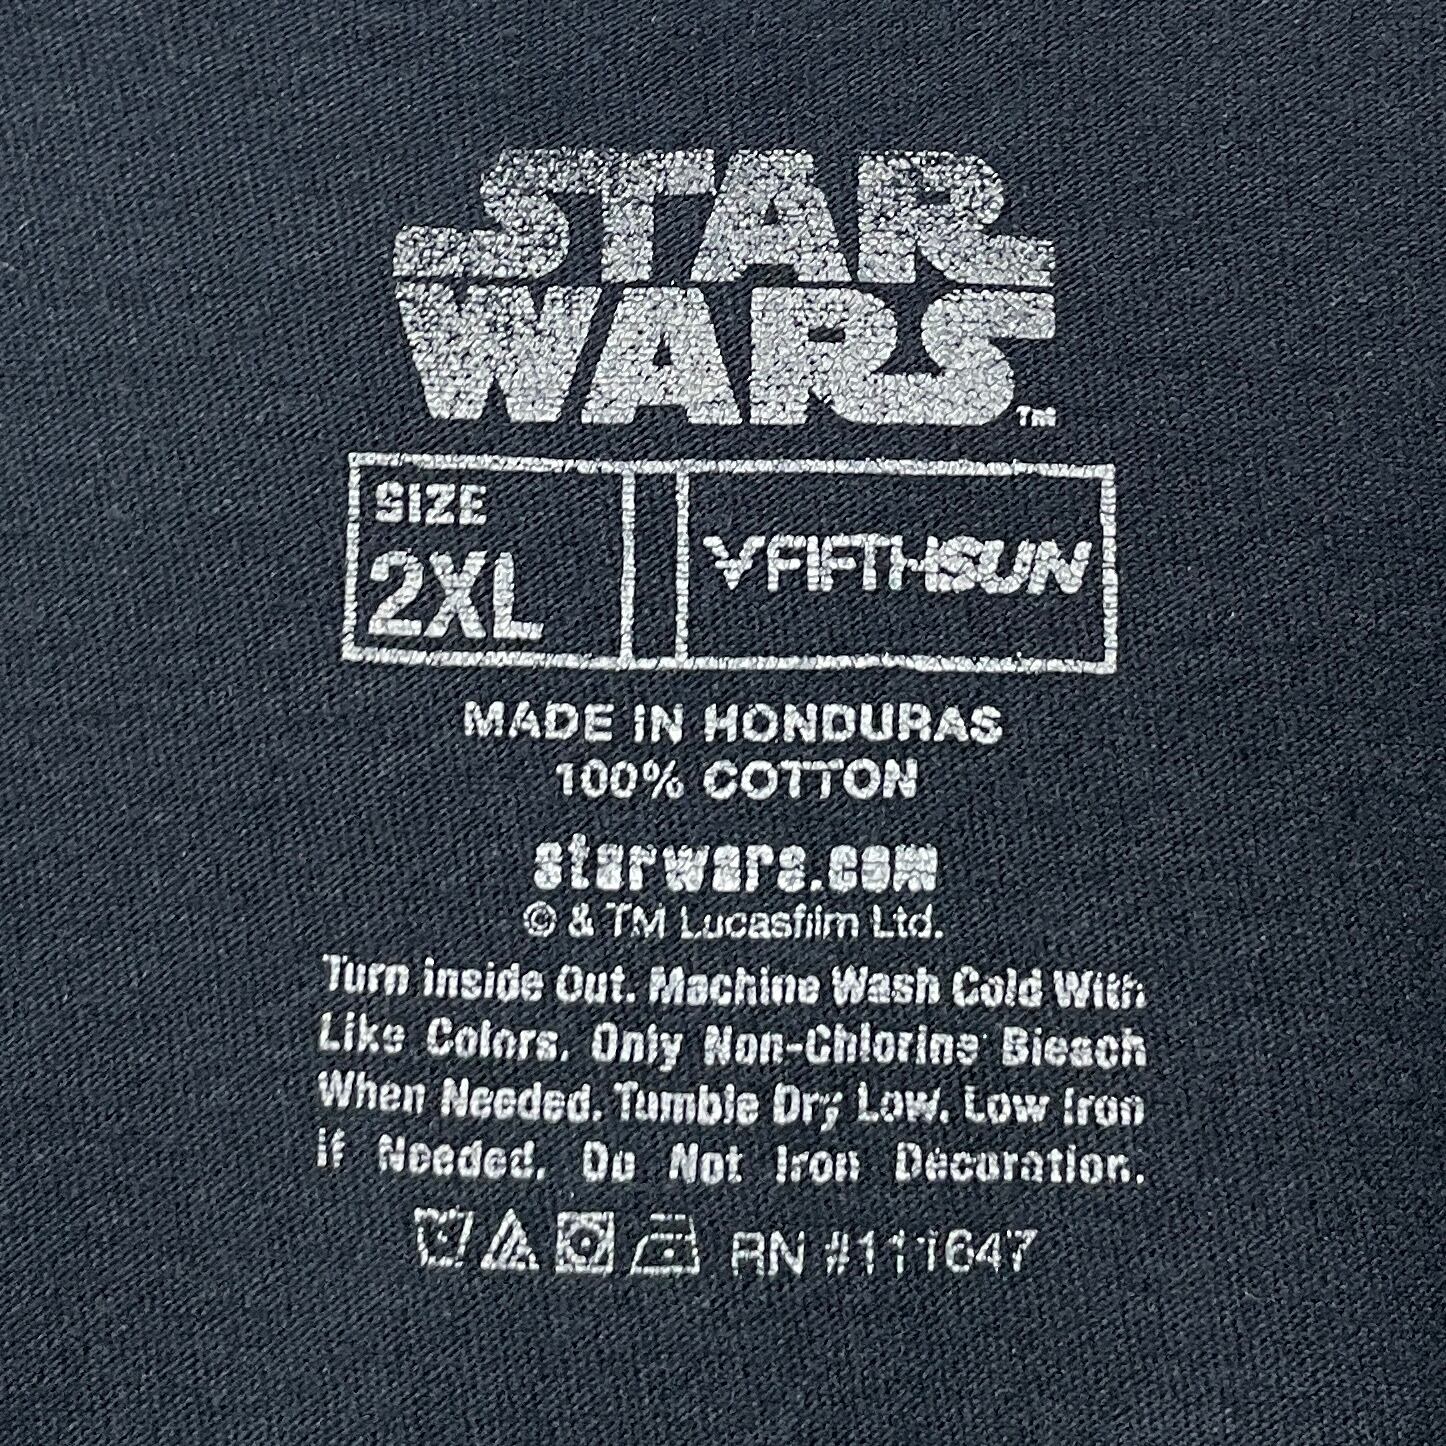 STAR
WARS
TM
SIZE
2XL
FIFTHSUN
MADE IN HONDURAS
100% COTTON
starwars.com
© & TM Lucasfilm Ltd.
Turn inside Out. Machine Wash Cold With
Like Colors. Only Non-Chlorine Bleach
When Needed. Tumble Dry Low. Low Iron
if Needed. Do Not Iron Decoration.
RN #111647